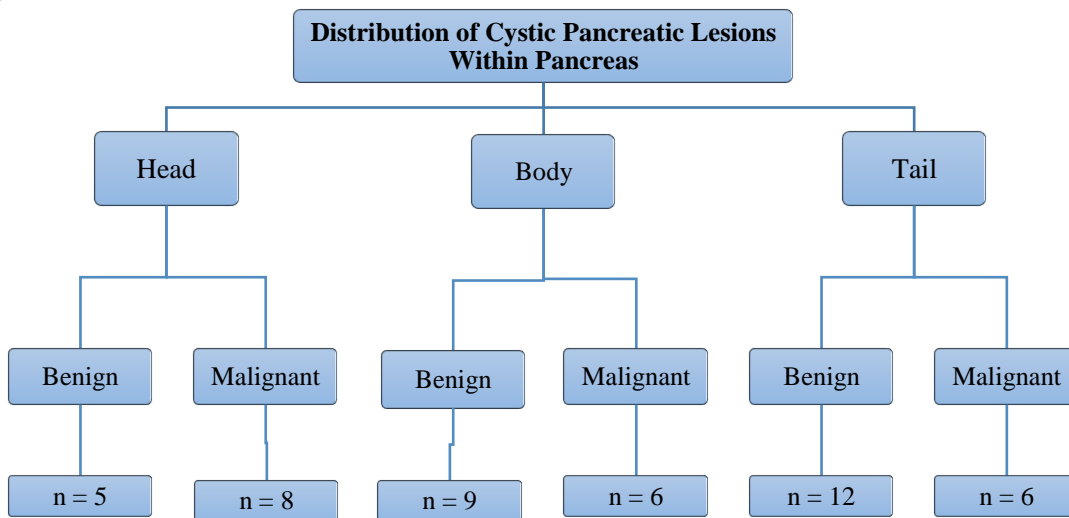 Distribution of Cystic Pancreatic Lesions
Within Pancreas
Head
Body
Tail
Benign
Malignant
Benign
Malignant
Benign
Malignant
n = 5
n = 8
n = 9
n = 6
n = 12
n = 6